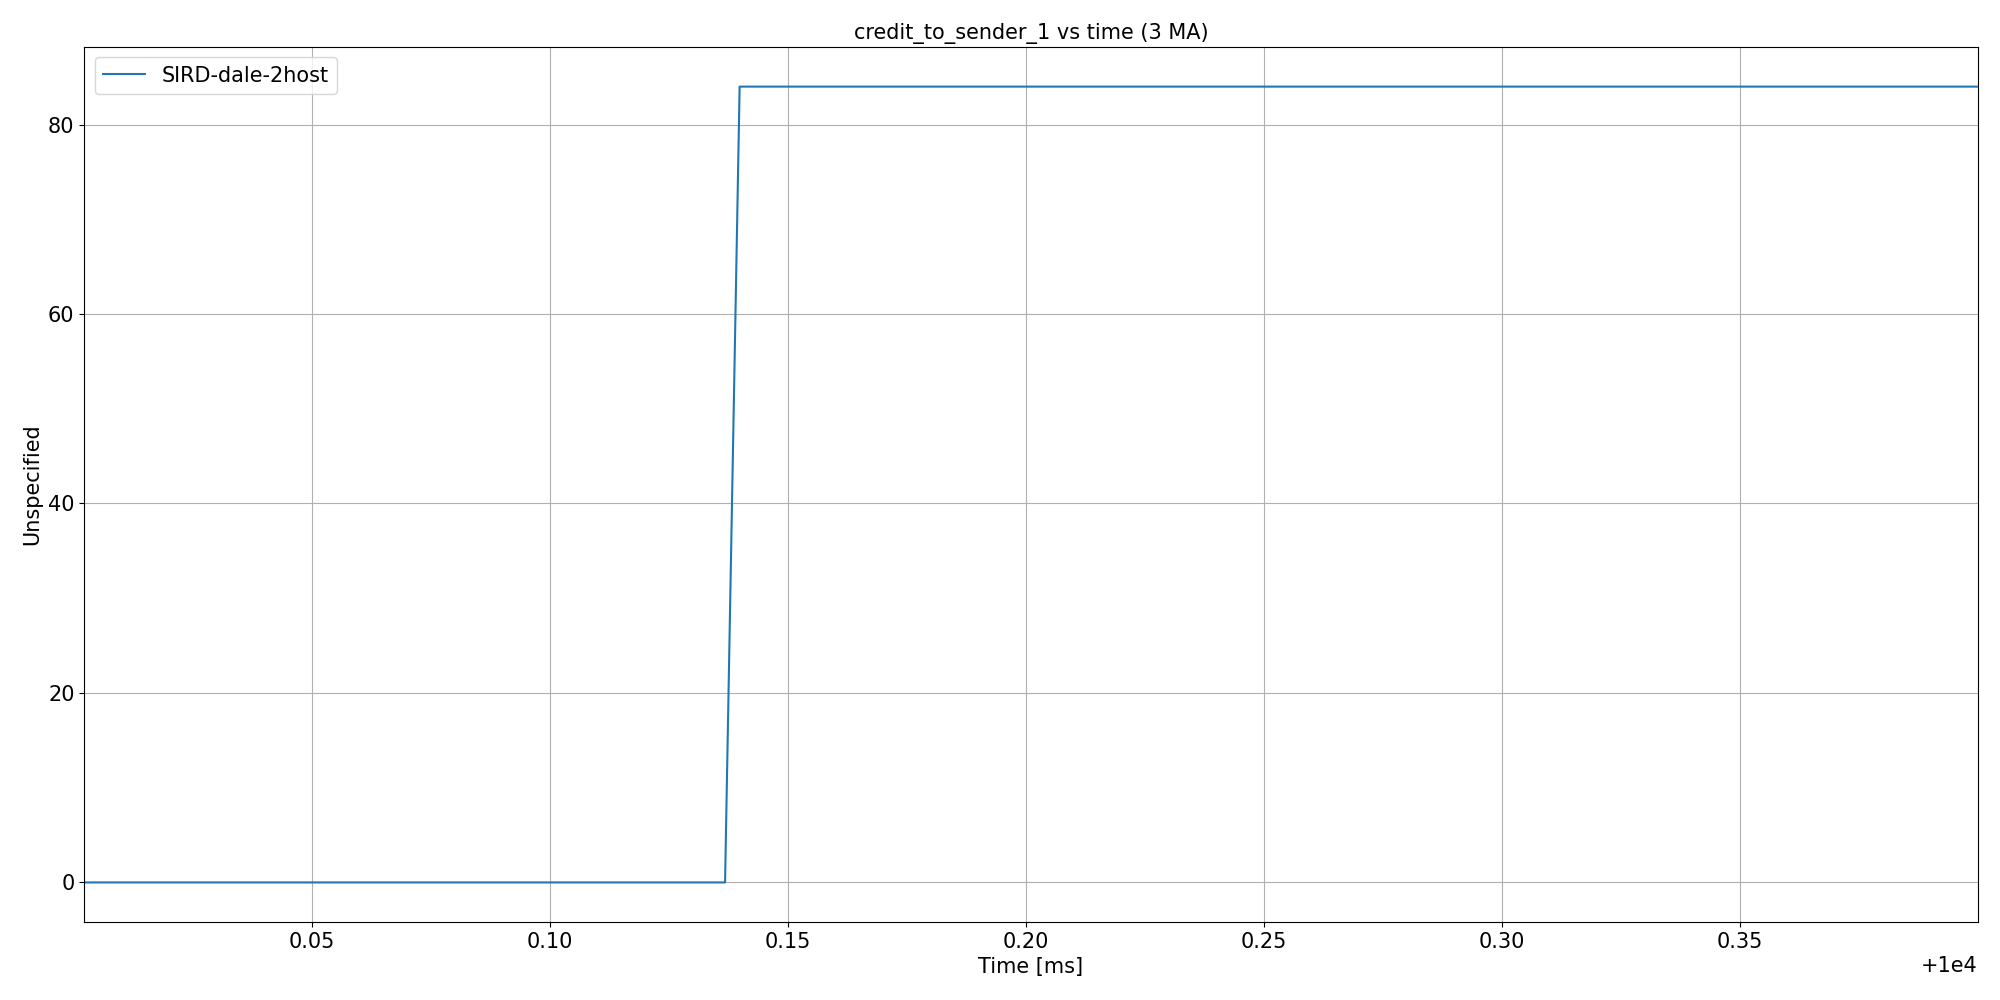 credit_to_sender_1 vs time (3 MA)
SIRD-dale-2host
80
60
40
20
0
Unspecified
0.05 0.10 0.15 0.20 0.25 0.30 0.35
Time [ms]
+1e4